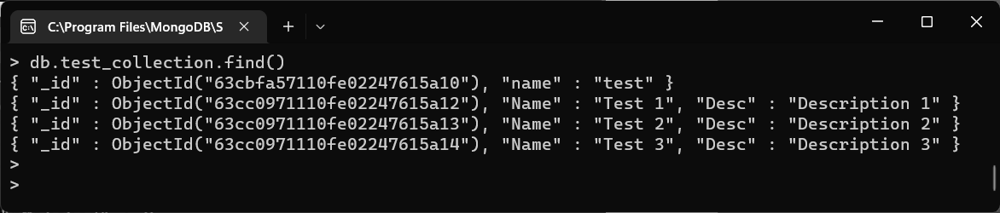 C:\Program Files\MongoDB\S
> db.test_collection.find()
{ "_id" : ObjectId("63cbfa57110fe02247615a10"), "name" : "test" }
{ "_id" : ObjectId("63cc0971110fe02247615a12"), "Name" : "Test 1", "Desc" : "Description 1" }
{ "_id" : ObjectId("63cc0971110fe02247615a13"), "Name" : "Test 2", "Desc" : "Description 2" }
{ "_id" : ObjectId("63cc0971110fe02247615a14"), "Name" : "Test 3", "Desc" : "Description 3" }
>
>